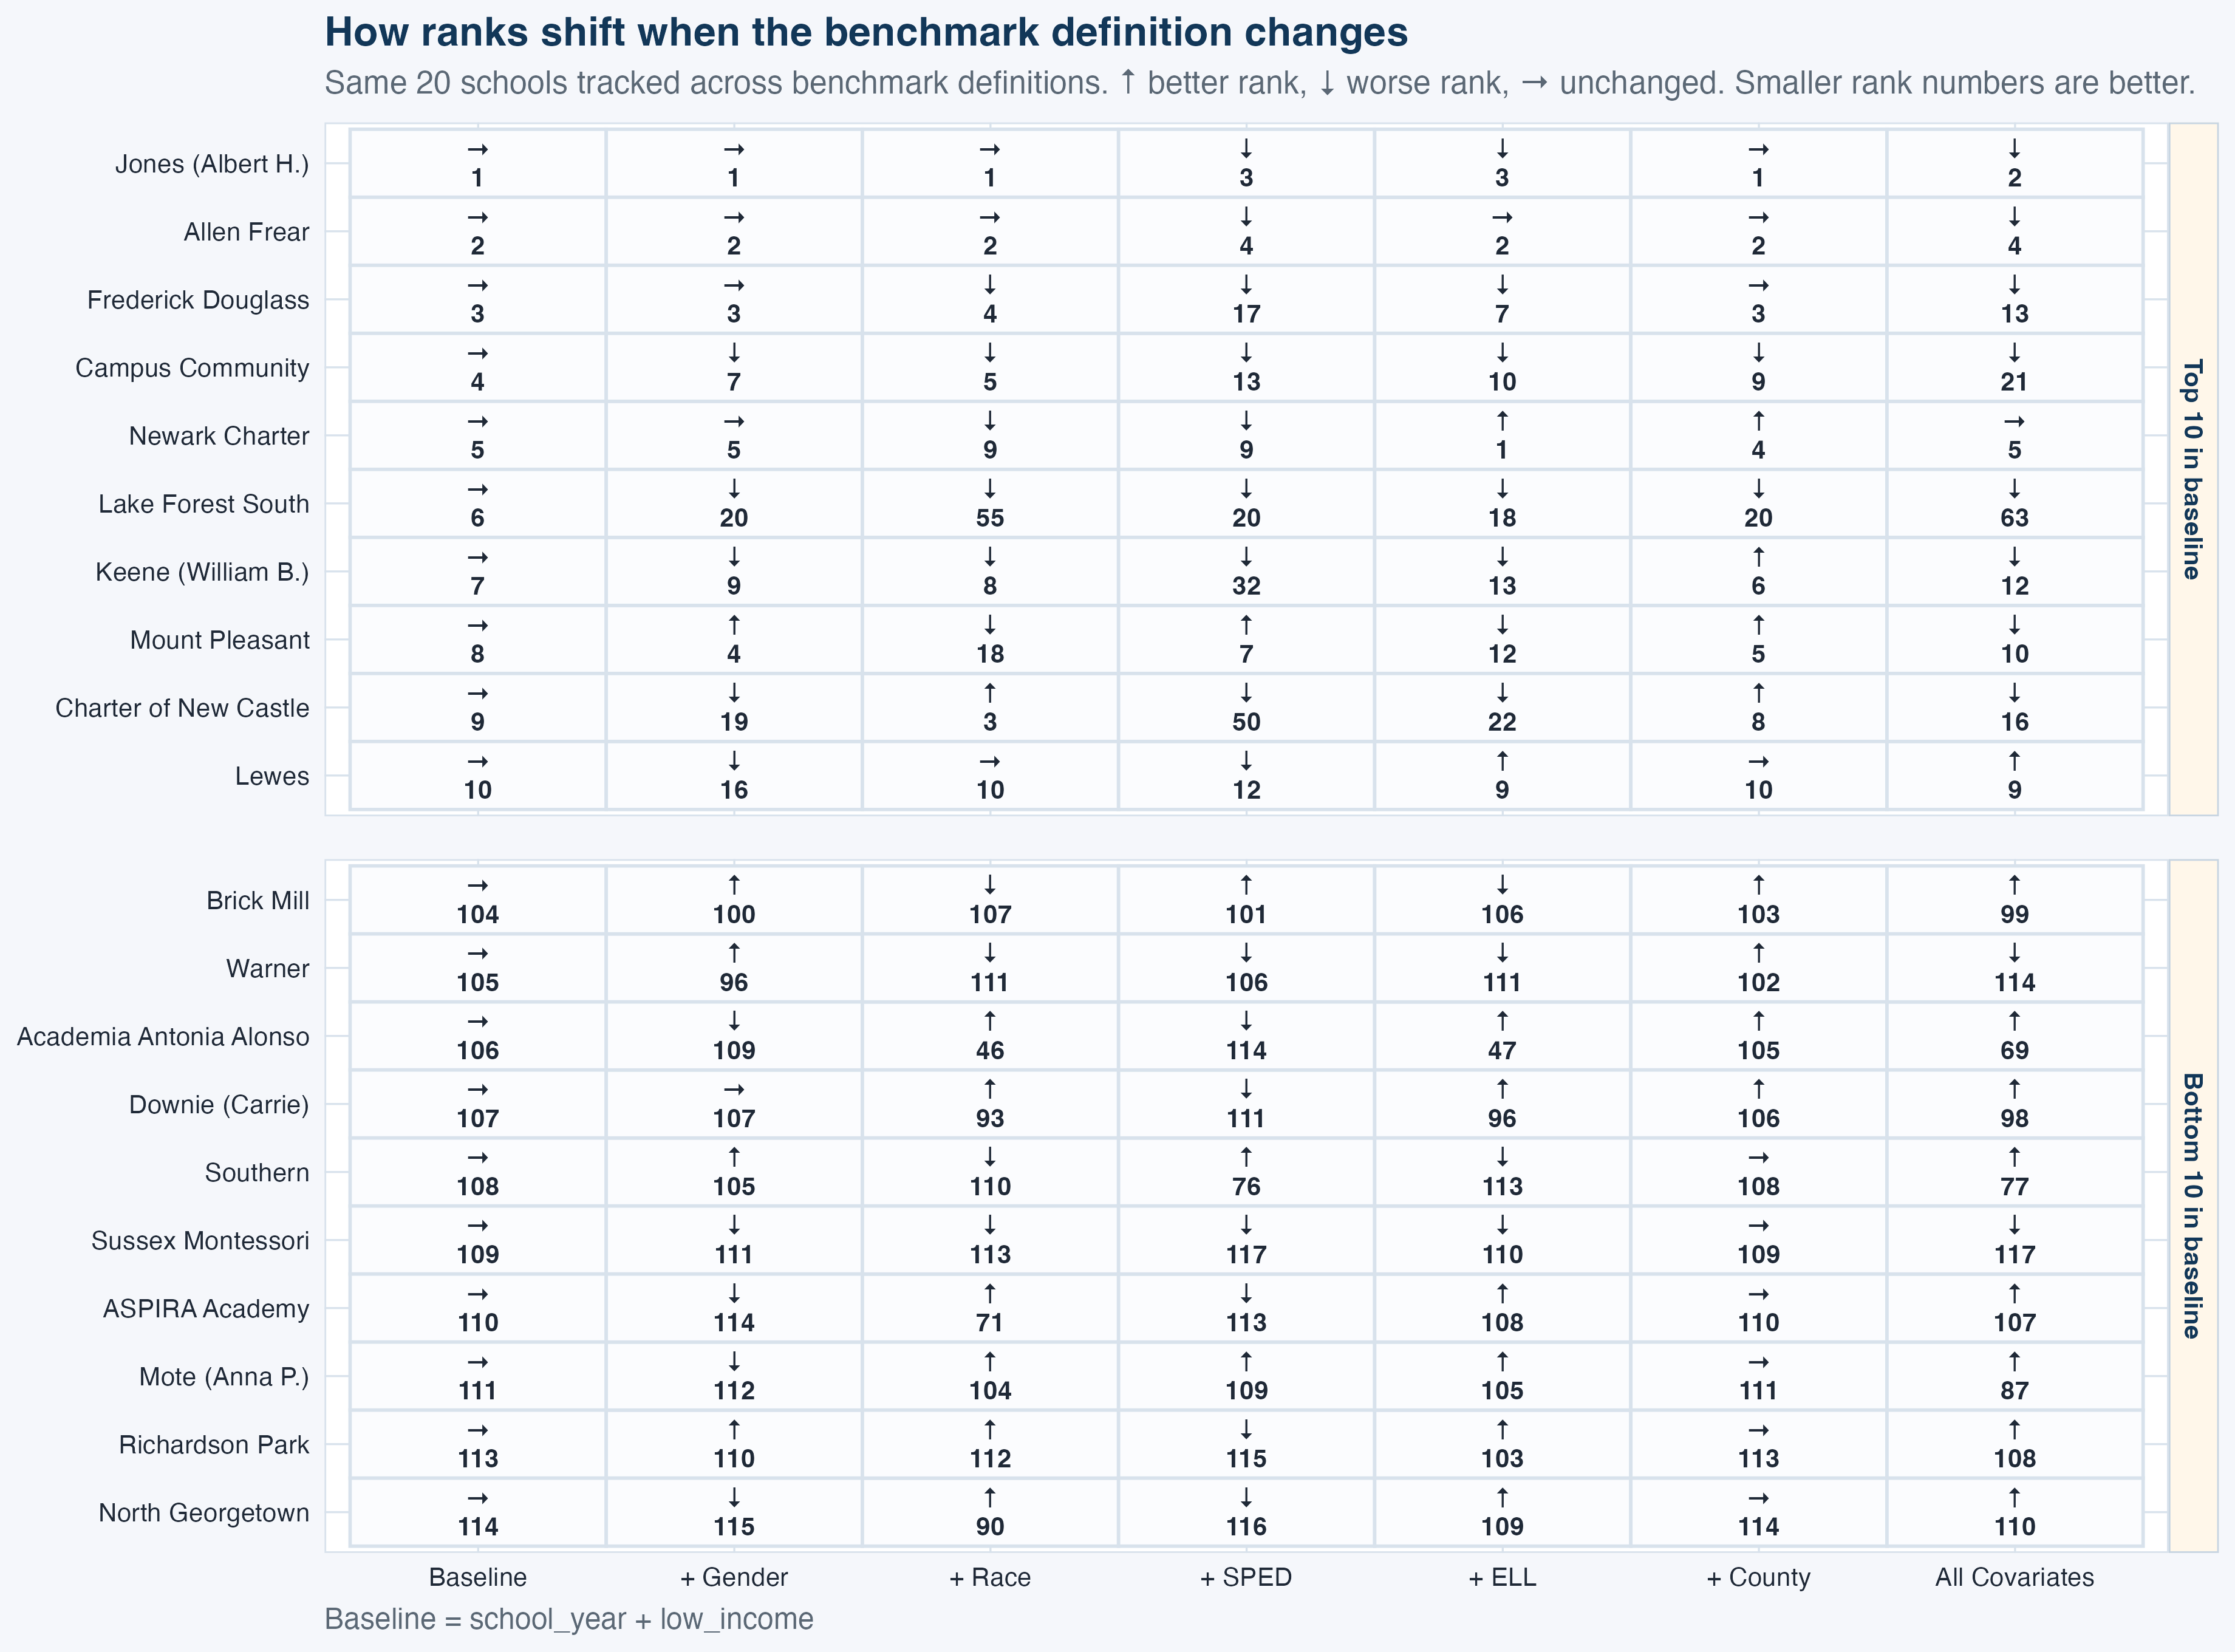 How ranks shift when the benchmark definition changes
Same 20 schools tracked across benchmark definitions. ↑ better rank, ↓ worse rank, → unchanged. Smaller rank numbers are better.
→ → → ↓ ↓ → ↓
Jones (Albert H.) 1 1 1 3 3 1 2
→ → → ↓ → → ↓
Allen Frear 2 2 2 4 2 2 4
→ → ↓ ↓ ↓ → ↓
Frederick Douglass 3 3 4 17 7 3 13
→ ↓ ↓ ↓ ↓ ↓ ↓
Campus Community 4 7 5 13 10 9 21
→ → ↓ ↓ ↑ ↑ →
Newark Charter 5 5 9 9 1 4 5
→ ↓ ↓ ↓ ↓ ↓ ↓
Lake Forest South 6 20 55 20 18 20 63
→ ↓ ↓ ↓ ↓ ↑ ↓
Keene (William B.) 7 9 8 32 13 6 12
→ ↑ ↓ ↑ ↓ ↑ ↓
Mount Pleasant 8 4 18 7 12 5 10
→ ↓ ↑ ↓ ↓ ↑ ↓
Charter of New Castle 9 19 3 50 22 8 16
→ ↓ → ↓ ↑ → ↑
Lewes 10 16 10 12 9 10 9
Top 10 in baseline
→ ↑ ↓ ↑ ↓ ↑ ↑
Brick Mill 104 100 107 101 106 103 99
→ ↑ ↓ ↓ ↓ ↑ ↓
Warner 105 96 111 106 111 102 114
→ ↓ ↑ ↓ ↑ ↑ ↑
Academia Antonia Alonso 106 109 46 114 47 105 69
→ → ↑ ↓ ↑ ↑ ↑
Downie (Carrie) 107 107 93 111 96 106 98
→ ↑ ↓ ↑ ↓ → ↑
Southern 108 105 110 76 113 108 77
→ ↓ ↓ ↓ ↓ → ↓
Sussex Montessori 109 111 113 117 110 109 117
→ ↓ ↑ ↓ ↑ → ↑
ASPIRA Academy 110 114 71 113 108 110 107
→ ↓ ↑ ↑ ↑ → ↑
Mote (Anna P.) 111 112 104 109 105 111 87
→ ↑ ↑ ↓ ↑ → ↑
Richardson Park 113 110 112 115 103 113 108
→ ↓ ↑ ↓ ↑ → ↑
North Georgetown 114 115 90 116 109 114 110
Bottom 10 in baseline
Baseline + Gender + Race + SPED + ELL + County All Covariates
Baseline = school_year + low_income